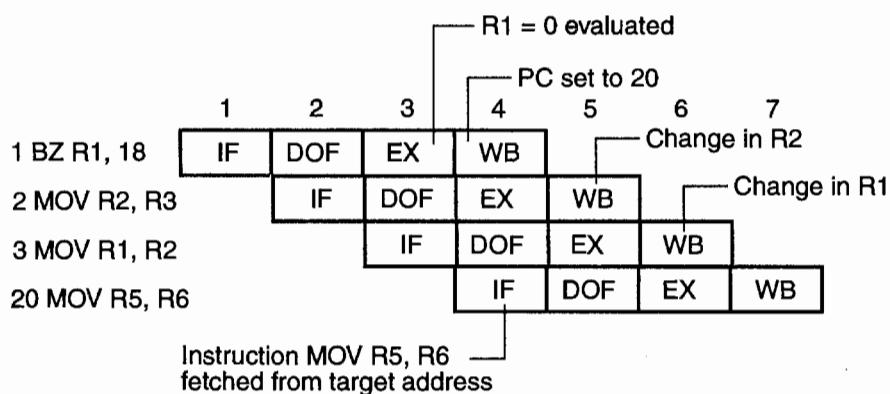 R1 = 0 evaluated
PC set to 20
1 2 3 4 5 6 7
Change in R2
1 BZ R1, 18 IF DOF EX WB
Change in R1
2 MOV R2, R3 IF DOF EX WB
3 MOV R1, R2 IF DOF EX WB
20 MOV R5, R6 IF DOF EX WB
Instruction MOV R5, R6
fetched from target address